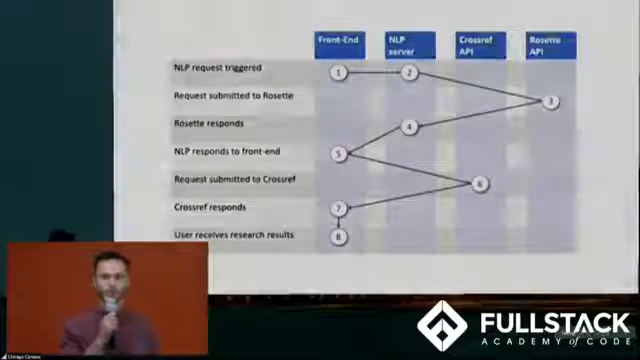 Front-End
NLP server
Crossref API
Rosette API
NLP request triggered
1
2
Request submitted to Rosette
3
Rosette responds
4
NLP responds to front-end
5
Request submitted to Crossref
6
Crossref responds
7
User receives research results
8
FULLSTACK
ACADEMY of CODE
Chicago Campus